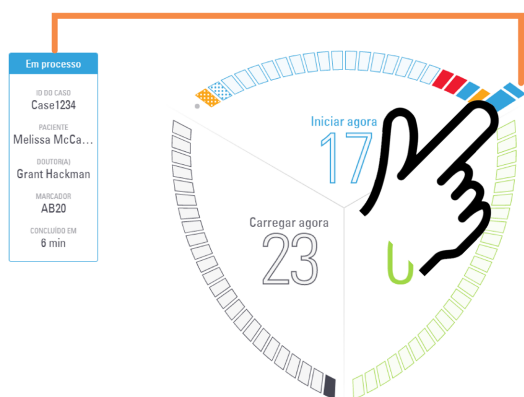 Em processo
ID DO CASO
Case1234
PACIENTE
Melissa McCa...
DOUTOR(A)
Grant Hackman
MARCADOR
AB20
CONCLUÍDO EM
6 min
Iniciar agora
17
Carregar agora
23